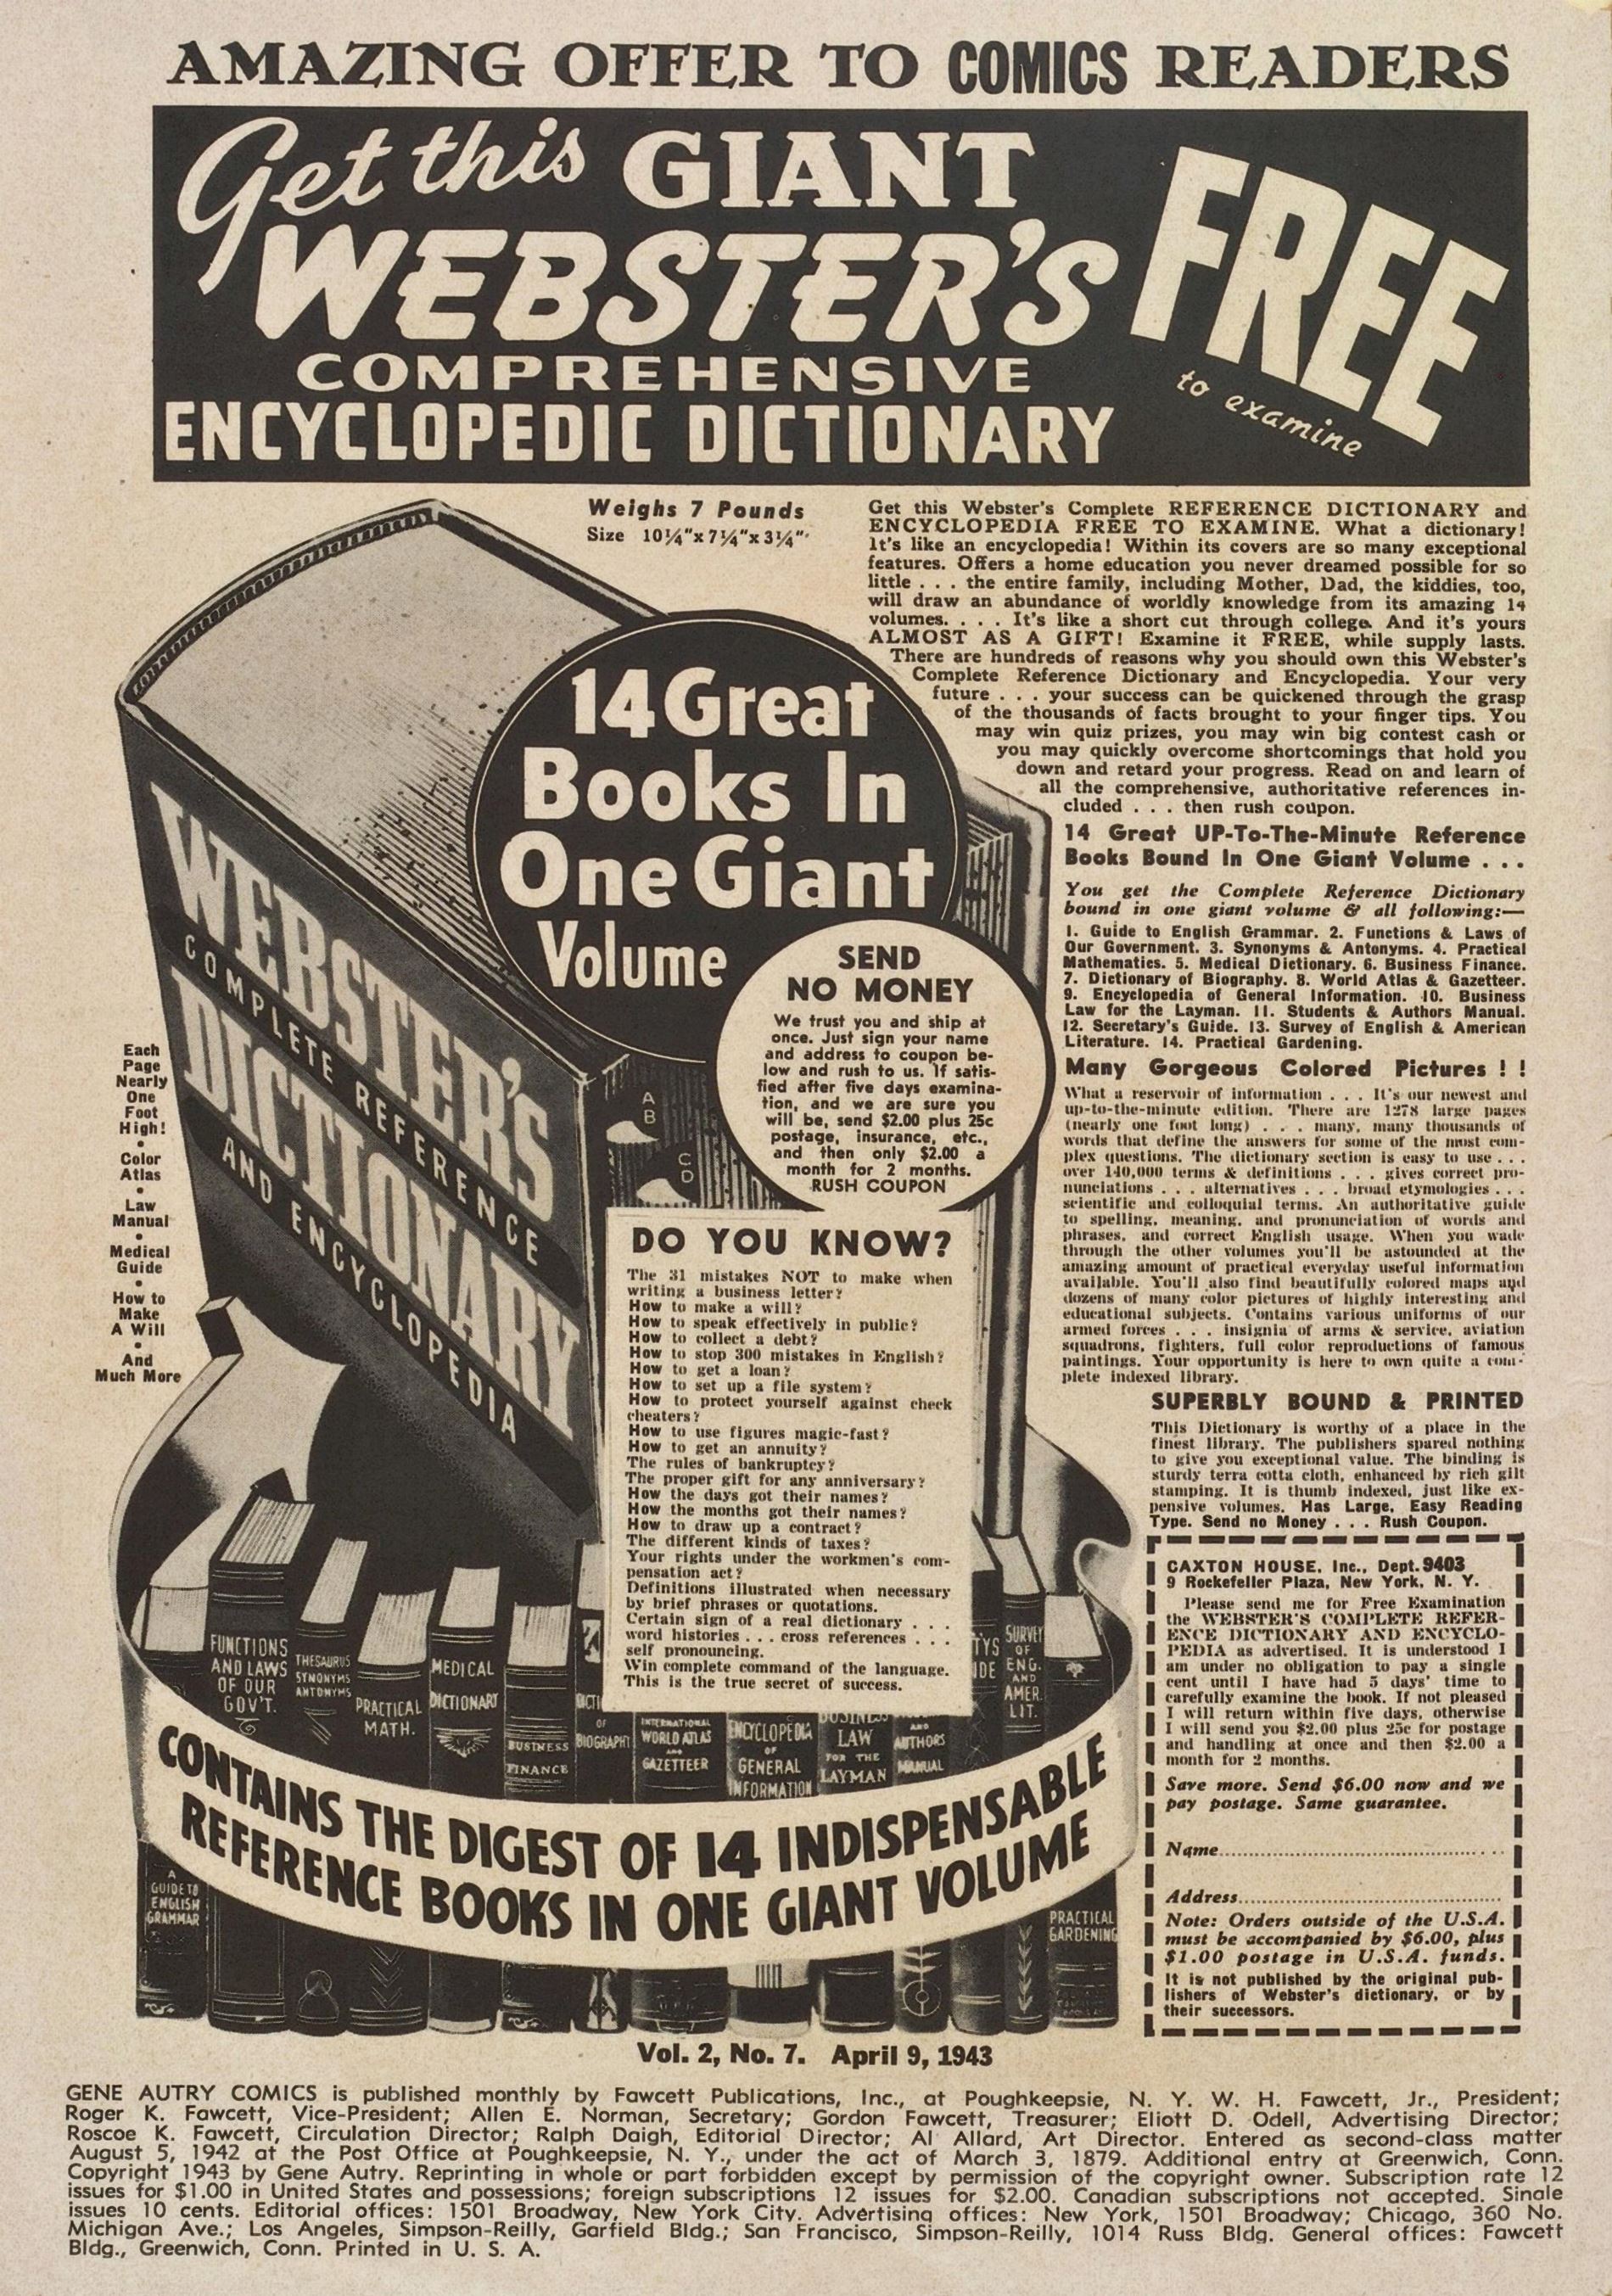 AMAZING OFFER TO COMICS READERS
Get this GIANT
WEBSTER'S
COMPREHENSIVE
ENCYCLOPEDIC DICTIONARY
FREE
to examine
Weighs 7 Pounds
Size 10¼"x7¼"x3¼"
Get this Webster's Complete REFERENCE DICTIONARY and
ENCYCLOPEDIA FREE TO EXAMINE. What a dictionary!
It's like an encyclopedia! Within its covers are so many exceptional
features. Offers a home education you never dreamed possible for so
little . . . the entire family, including Mother, Dad, the kiddies, too,
will draw an abundance of worldly knowledge from its amazing 14
volumes. . . . It's like a short cut through college. And it's yours
ALMOST AS A GIFT! Examine it FREE, while supply lasts.
There are hundreds of reasons why you should own this Webster's
Complete Reference Dictionary and Encyclopedia. Your very
future . . . your success can be quickened through the grasp
of the thousands of facts brought to your finger tips. You
may win quiz prizes, you may win big contest cash or
you may quickly overcome shortcomings that hold you
down and retard your progress. Read on and learn of
all the comprehensive, authoritative references in-
cluded . . . then rush coupon.
14 Great UP-To-The-Minute Reference
Books Bound In One Giant Volume . . .
You get the Complete Reference Dictionary
bound in one giant volume & all following:—
1. Guide to English Grammar. 2. Functions & Laws of
Our Government. 3. Synonyms & Antonyms. 4. Practical
Mathematics. 5. Medical Dictionary. 6. Business Finance.
7. Dictionary of Biography. 8. World Atlas & Gazetteer.
9. Encyclopedia of General Information. 10. Business
Law for the Layman. 11. Students & Authors Manual.
12. Secretary's Guide. 13. Survey of English & American
Literature. 14. Practical Gardening.
Many Gorgeous Colored Pictures ! !
What a reservoir of information . . . It's our newest and
up-to-the-minute edition. There are 1278 large pages
(nearly one foot long) . . . many, many thousands of
words that define the answers for some of the most com-
plex questions. The dictionary section is easy to use . . .
over 140,000 terms & definitions . . . gives correct pro-
nunciations . . . alternatives . . . broad etymologies . . .
scientific and colloquial terms. An authoritative guide
to spelling, meaning, and pronunciation of words and
phrases, and correct English usage. When you wade
through the other volumes you'll be astounded at the
amazing amount of practical everyday useful information
available. You'll also find beautifully colored maps and
dozens of many color pictures of highly interesting and
educational subjects. Contains various uniforms of our
armed forces . . . insignia of arms & service, aviation
squadrons, fighters, full color reproductions of famous
paintings. Your opportunity is here to own quite a com-
plete indexed library.
SUPERBLY BOUND & PRINTED
This Dictionary is worthy of a place in the
finest library. The publishers spared nothing
to give you exceptional value. The binding is
sturdy terra cotta cloth, enhanced by rich gilt
stamping. It is thumb indexed, just like ex-
pensive volumes. Has Large, Easy Reading
Type. Send no Money . . . Rush Coupon.
14 Great
Books In
One Giant
Volume
SEND
NO MONEY
We trust you and ship at
once. Just sign your name
and address to coupon be-
low and rush to us. If satis-
fied after five days examina-
tion, and we are sure you
will be, send $2.00 plus 25c
postage, insurance, etc.,
and then only $2.00 a
month for 2 months.
RUSH COUPON
WEBSTER'S
COMPLETE REFERENCE
DICTIONARY
AND ENCYCLOPEDIA
A
B
C
D
Each
Page
Nearly
One
Foot
High!
•
Color
Atlas
•
Law
Manual
•
Medical
Guide
•
How to
Make
A Will
•
And
Much More
DO YOU KNOW?
The 31 mistakes NOT to make when
writing a business letter?
How to make a will?
How to speak effectively in public?
How to collect a debt?
How to stop 300 mistakes in English?
How to get a loan?
How to set up a file system?
How to protect yourself against check
cheaters?
How to use figures magic-fast?
How to get an annuity?
The rules of bankruptcy?
The proper gift for any anniversary?
How the days got their names?
How the months got their names?
How to draw up a contract?
The different kinds of taxes?
Your rights under the workmen's com-
pensation act?
Definitions illustrated when necessary
by brief phrases or quotations.
Certain sign of a real dictionary . . .
word histories . . . cross references . . .
self pronouncing.
Win complete command of the language.
This is the true secret of success.
FUNCTIONS
AND LAWS
OF OUR
GOV'T.
THESAURUS
SYNONYMS
ANTONYMS
PRACTICAL
MATH.
MEDICAL
DICTIONARY
BUSINESS
FINANCE
OF
BIOGRAPHY
INTERNATIONAL
WORLD ATLAS
AND
GAZETTEER
ENCYCLOPEDIA
OF
GENERAL
INFORMATION
BUSINESS
LAW
FOR THE
LAYMAN
AND
AUTHORS
MANUAL
SURVEY
OF
ENG.
AND
AMER.
LIT.
CONTAINS THE DIGEST OF 14 INDISPENSABLE
REFERENCE BOOKS IN ONE GIANT VOLUME
A
GUIDE TO
ENGLISH
GRAMMAR
PRACTICAL
GARDENING
CAXTON HOUSE, Inc., Dept. 9403
9 Rockefeller Plaza, New York, N. Y.
Please send me for Free Examination
the WEBSTER'S COMPLETE REFER-
ENCE DICTIONARY AND ENCYCLO-
PEDIA as advertised. It is understood I
am under no obligation to pay a single
cent until I have had 5 days' time to
carefully examine the book. If not pleased
I will return within five days, otherwise
I will send you $2.00 plus 25c for postage
and handling at once and then $2.00 a
month for 2 months.
Save more. Send $6.00 now and we
pay postage. Same guarantee.
Name
Address
Note: Orders outside of the U.S.A.
must be accompanied by $6.00, plus
$1.00 postage in U.S.A. funds.
It is not published by the original pub-
lishers of Webster's dictionary, or by
their successors.
Vol. 2, No. 7. April 9, 1943
GENE AUTRY COMICS is published monthly by Fawcett Publications, Inc., at Poughkeepsie, N. Y. W. H. Fawcett, Jr., President;
Roger K. Fawcett, Vice-President; Allen E. Norman, Secretary; Gordon Fawcett, Treasurer; Eliott D. Odell, Advertising Director;
Roscoe K. Fawcett, Circulation Director; Ralph Daigh, Editorial Director; Al Allard, Art Director. Entered as second-class matter
August 5, 1942 at the Post Office at Poughkeepsie, N. Y., under the act of March 3, 1879. Additional entry at Greenwich, Conn.
Copyright 1943 by Gene Autry. Reprinting in whole or part forbidden except by permission of the copyright owner. Subscription rate 12
issues for $1.00 in United States and possessions; foreign subscriptions 12 issues for $2.00. Canadian subscriptions not accepted. Single
issues 10 cents. Editorial offices: 1501 Broadway, New York City. Advertising offices: New York, 1501 Broadway; Chicago, 360 No.
Michigan Ave.; Los Angeles, Simpson-Reilly, Garfield Bldg.; San Francisco, Simpson-Reilly, 1014 Russ Bldg. General offices: Fawcett
Bldg., Greenwich, Conn. Printed in U. S. A.